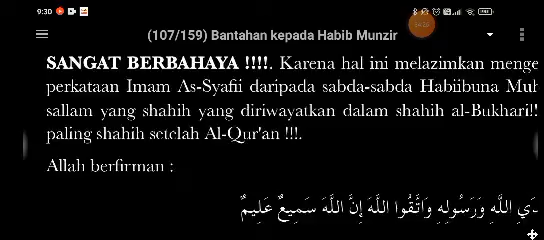 9:30
(107/159) Bantahan kepada Habib Munzir
SANGAT BERBAHAYA !!!!. Karena hal ini melazimkan menge
perkataan Imam As-Syafii daripada sabda-sabda Habiibuna Muh
sallam yang shahih yang diriwayatkan dalam shahih al-Bukhari!!
paling shahih setelah Al-Qur'an !!!.
Allah berfirman :
دَيِ اللَّهِ وَرَسُولِهِ وَاتَّقُوا اللَّهَ إِنَّ اللَّهَ سَمِيعٌ عَلِيمٌ